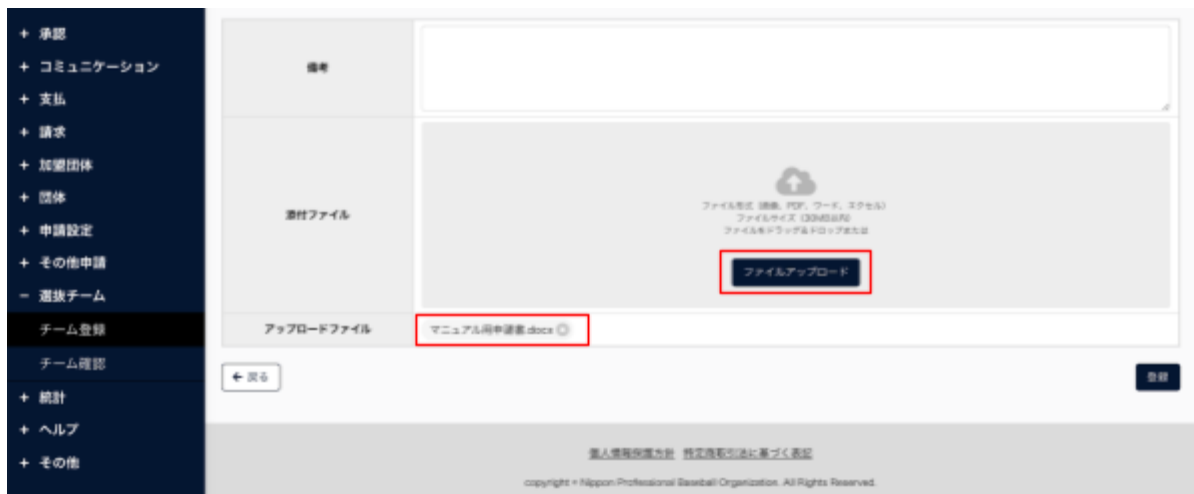 + 承認
+ コミュニケーション
+ 支払
+ 請求
+ 加盟団体
+ 団体
+ 申請設定
+ その他申請
− 選抜チーム
チーム登録
チーム確認
+ 統計
+ ヘルプ
+ その他
備考
添付ファイル
ファイル形式 (画像、PDF、ワード、エクセル)
ファイルサイズ (30MB以内)
ファイルをドラッグ&ドロップまたは
ファイルアップロード
アップロードファイル
マニュアル用申請書.docx
← 戻る
登録
個人情報保護方針 特定商取引法に基づく表記
copyright © Nippon Professional Baseball Organization. All Rights Reserved.